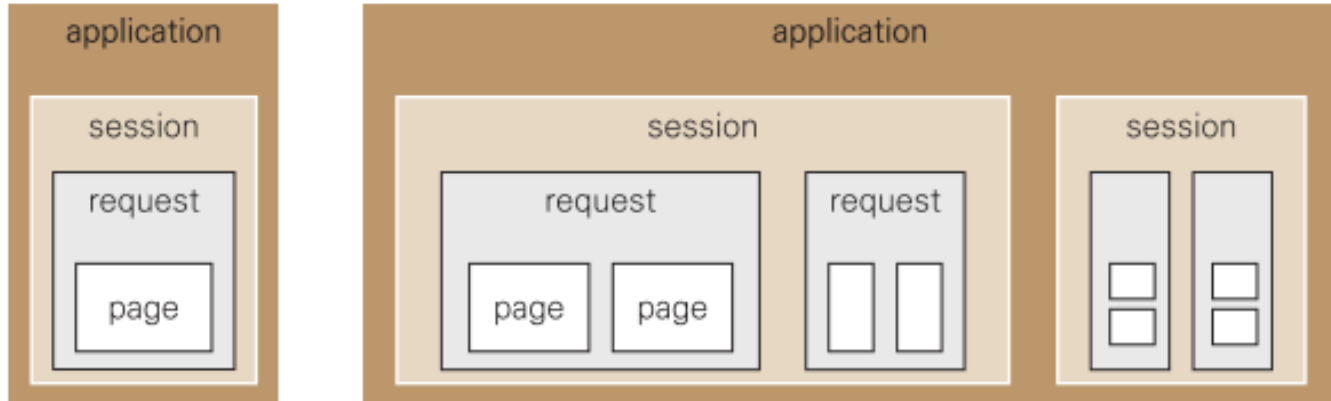 application
session
request
page
application
session
request
page
page
request
session